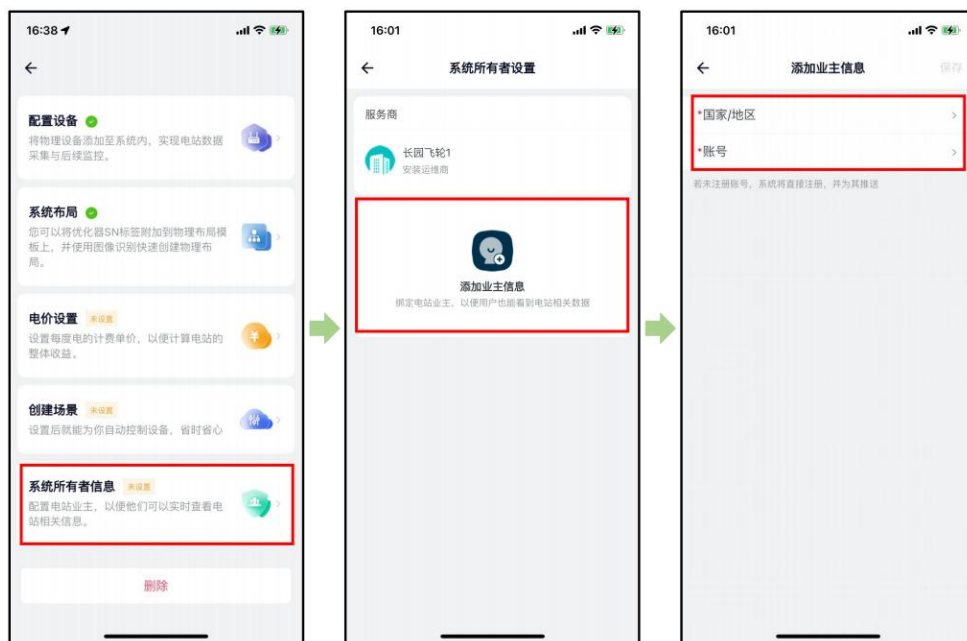 16:38
配置设备
将物理设备添加至系统内，实现电站数据
采集与后续监控。
系统布局
您可以将优化器SN标签附加到物理布局模
板上，并使用图像识别快速创建物理布
局。
电价设置 未设置
设置每度电的计费单价，以便计算电站的
整体收益。
创建场景 未设置
设置后就能为你自动控制设备，省时省心
系统所有者信息 未设置
配置电站业主，以便他们可以实时查看电
站相关信息。
删除
16:01
系统所有者设置
服务商
长园飞轮1
安装运维商
添加业主信息
绑定电站业主，以便用户也能看到电站相关数据
16:01
添加业主信息 保存
*国家/地区
*账号
若未注册账号，系统将直接注册，并为其推送